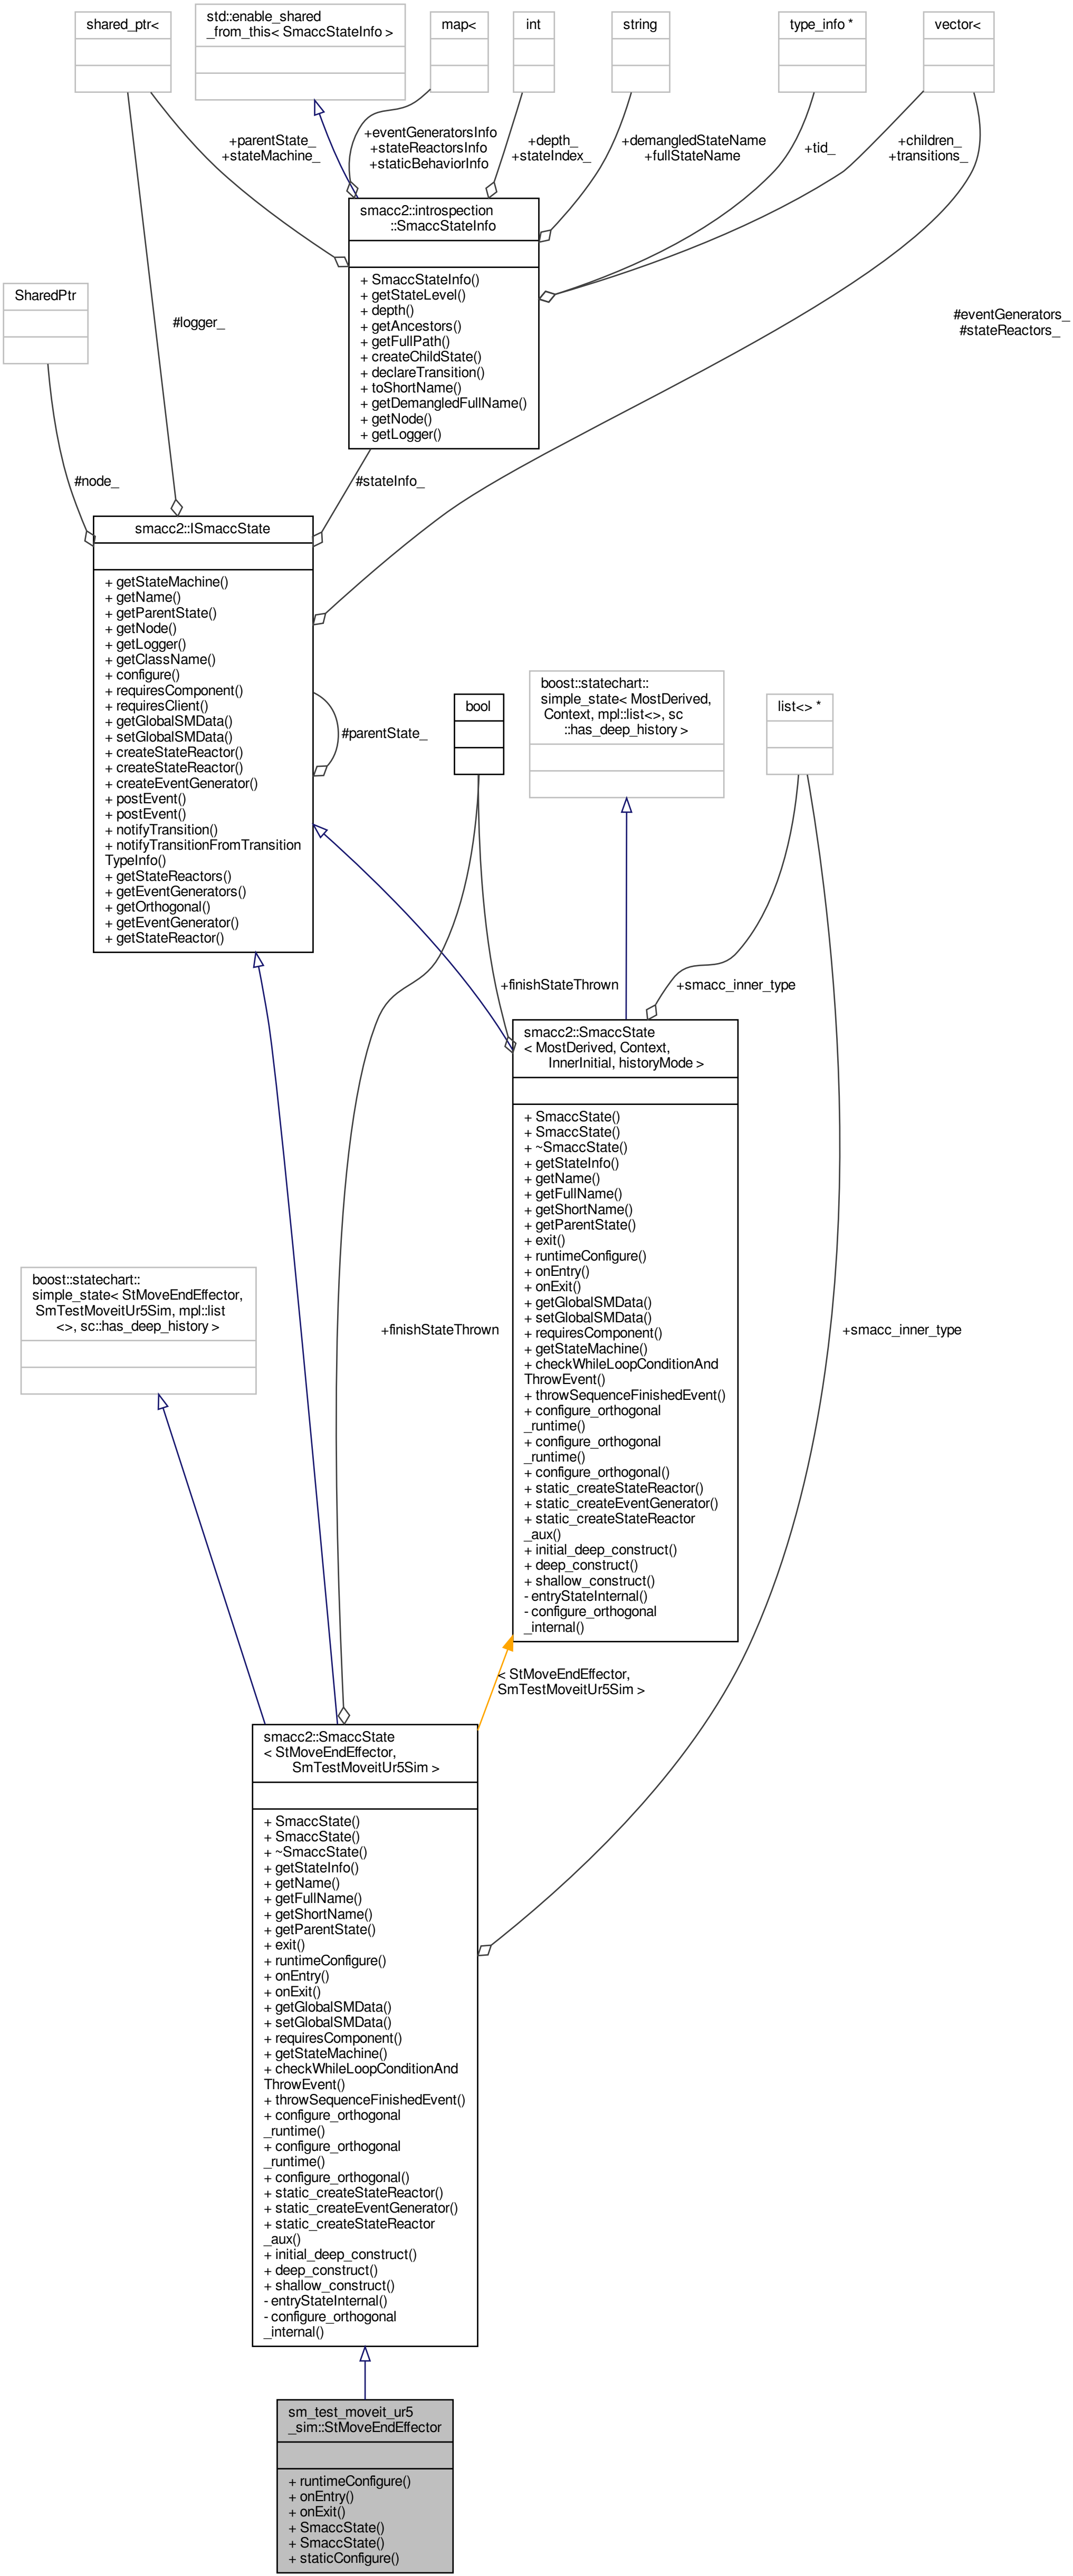 shared_ptr<
std::enable_shared
_from_this< SmaccStateInfo >
map<
int
string
type_info *
vector<
+parentState_
+stateMachine_
+eventGeneratorsInfo
+stateReactorsInfo
+staticBehaviorInfo
+depth_
+stateIndex_
+demangledStateName
+fullStateName
+tid_
+children_
+transitions_
smacc2::introspection
::SmaccStateInfo
+ SmaccStateInfo()
+ getStateLevel()
+ depth()
+ getAncestors()
+ getFullPath()
+ createChildState()
+ declareTransition()
+ toShortName()
+ getDemangledFullName()
+ getNode()
+ getLogger()
SharedPtr
#logger_
#eventGenerators_
#stateReactors_
#node_
#stateInfo_
smacc2::ISmaccState
+ getStateMachine()
+ getName()
+ getParentState()
+ getNode()
+ getLogger()
+ getClassName()
+ configure()
+ requiresComponent()
+ requiresClient()
+ getGlobalSMData()
+ setGlobalSMData()
+ createStateReactor()
+ createStateReactor()
+ createEventGenerator()
+ postEvent()
+ postEvent()
+ notifyTransition()
+ notifyTransitionFromTransition
TypeInfo()
+ getStateReactors()
+ getEventGenerators()
+ getOrthogonal()
+ getEventGenerator()
+ getStateReactor()
#parentState_
bool
boost::statechart::
simple_state< MostDerived,
Context, mpl::list<>, sc
::has_deep_history >
list<> *
+finishStateThrown
+smacc_inner_type
smacc2::SmaccState
< MostDerived, Context,
InnerInitial, historyMode >
+ SmaccState()
+ SmaccState()
+ ~SmaccState()
+ getStateInfo()
+ getName()
+ getFullName()
+ getShortName()
+ getParentState()
+ exit()
+ runtimeConfigure()
+ onEntry()
+ onExit()
+ getGlobalSMData()
+ setGlobalSMData()
+ requiresComponent()
+ getStateMachine()
+ checkWhileLoopConditionAnd
ThrowEvent()
+ throwSequenceFinishedEvent()
+ configure_orthogonal
_runtime()
+ configure_orthogonal
_runtime()
+ configure_orthogonal()
+ static_createStateReactor()
+ static_createEventGenerator()
+ static_createStateReactor
_aux()
+ initial_deep_construct()
+ deep_construct()
+ shallow_construct()
- entryStateInternal()
- configure_orthogonal
_internal()
boost::statechart::
simple_state< StMoveEndEffector,
SmTestMoveitUr5Sim, mpl::list
<>, sc::has_deep_history >
+finishStateThrown
+smacc_inner_type
< StMoveEndEffector,
SmTestMoveitUr5Sim >
smacc2::SmaccState
< StMoveEndEffector,
SmTestMoveitUr5Sim >
+ SmaccState()
+ SmaccState()
+ ~SmaccState()
+ getStateInfo()
+ getName()
+ getFullName()
+ getShortName()
+ getParentState()
+ exit()
+ runtimeConfigure()
+ onEntry()
+ onExit()
+ getGlobalSMData()
+ setGlobalSMData()
+ requiresComponent()
+ getStateMachine()
+ checkWhileLoopConditionAnd
ThrowEvent()
+ throwSequenceFinishedEvent()
+ configure_orthogonal
_runtime()
+ configure_orthogonal
_runtime()
+ configure_orthogonal()
+ static_createStateReactor()
+ static_createEventGenerator()
+ static_createStateReactor
_aux()
+ initial_deep_construct()
+ deep_construct()
+ shallow_construct()
- entryStateInternal()
- configure_orthogonal
_internal()
sm_test_moveit_ur5
_sim::StMoveEndEffector
+ runtimeConfigure()
+ onEntry()
+ onExit()
+ SmaccState()
+ SmaccState()
+ staticConfigure()